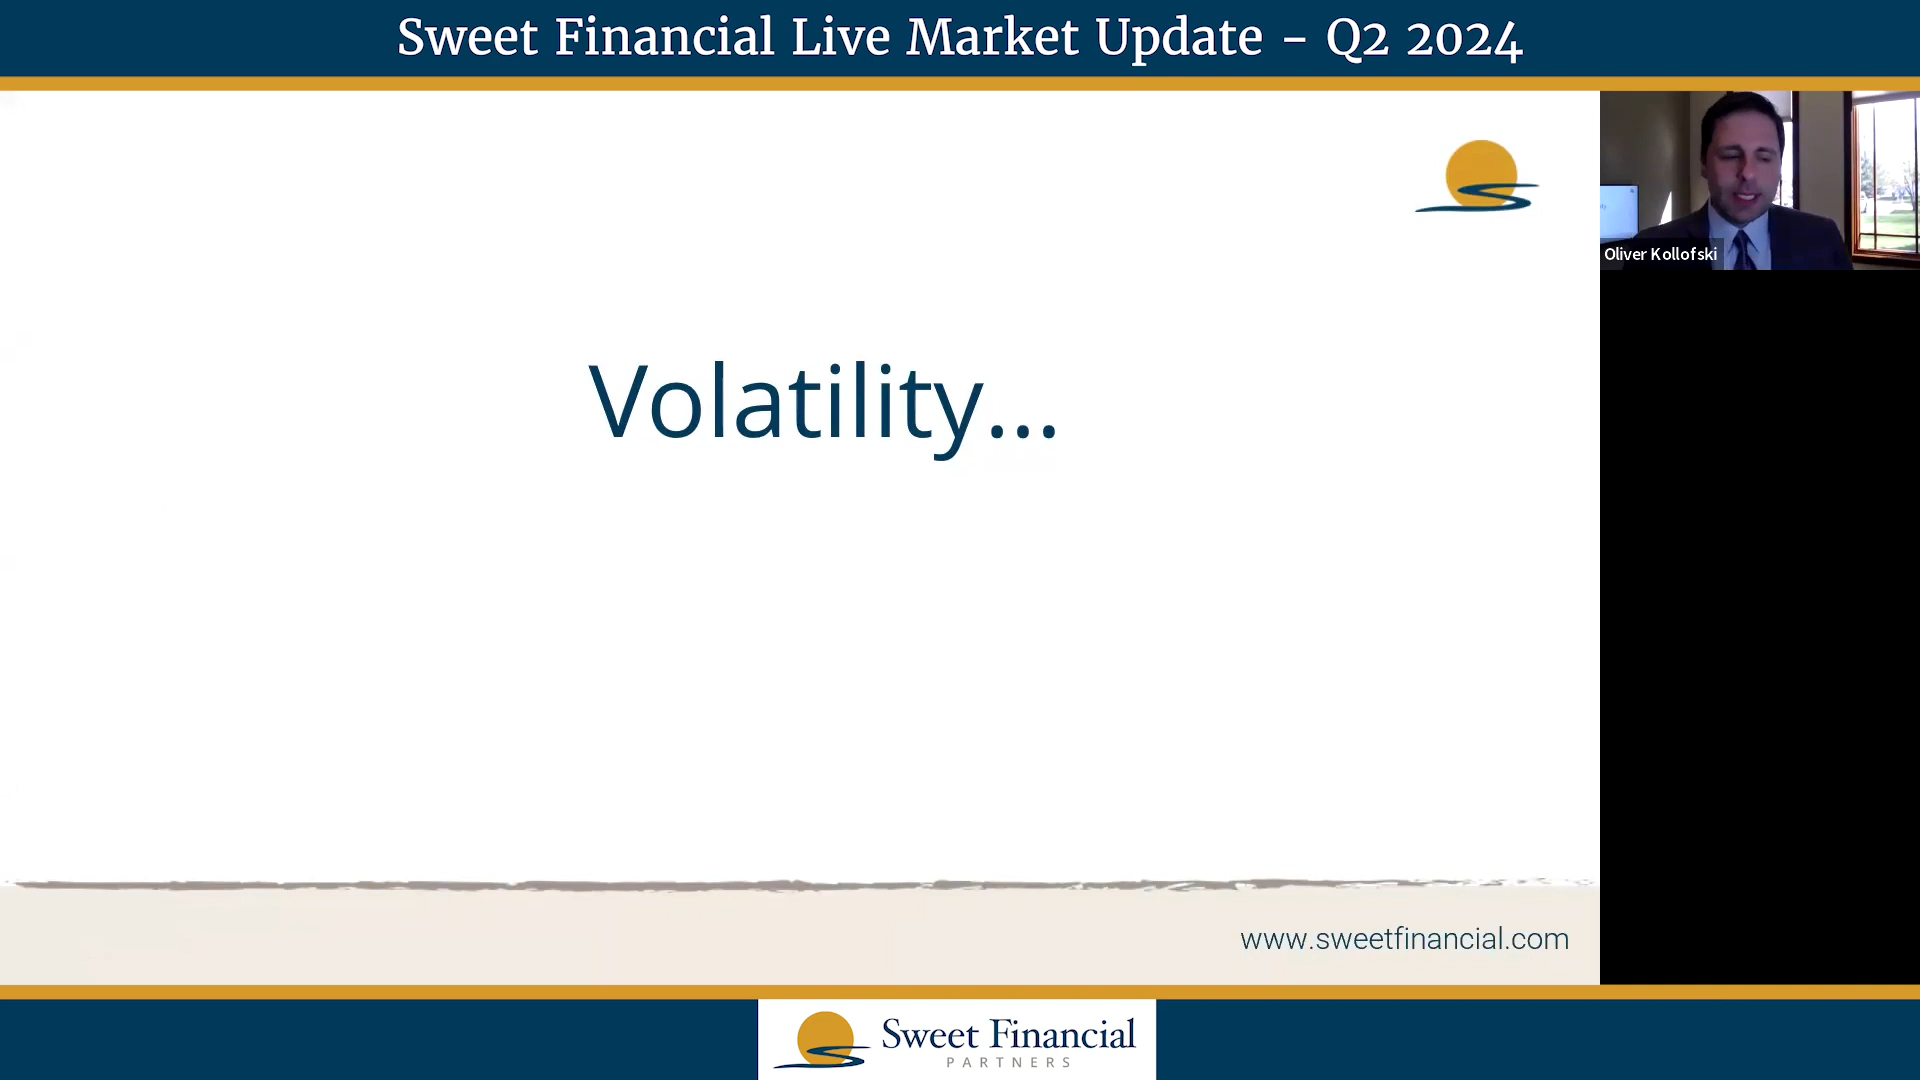 Sweet Financial Live Market Update - Q2 2024
Oliver Kollofski
Volatility...
www.sweetfinancial.com
Sweet Financial
PARTNERS